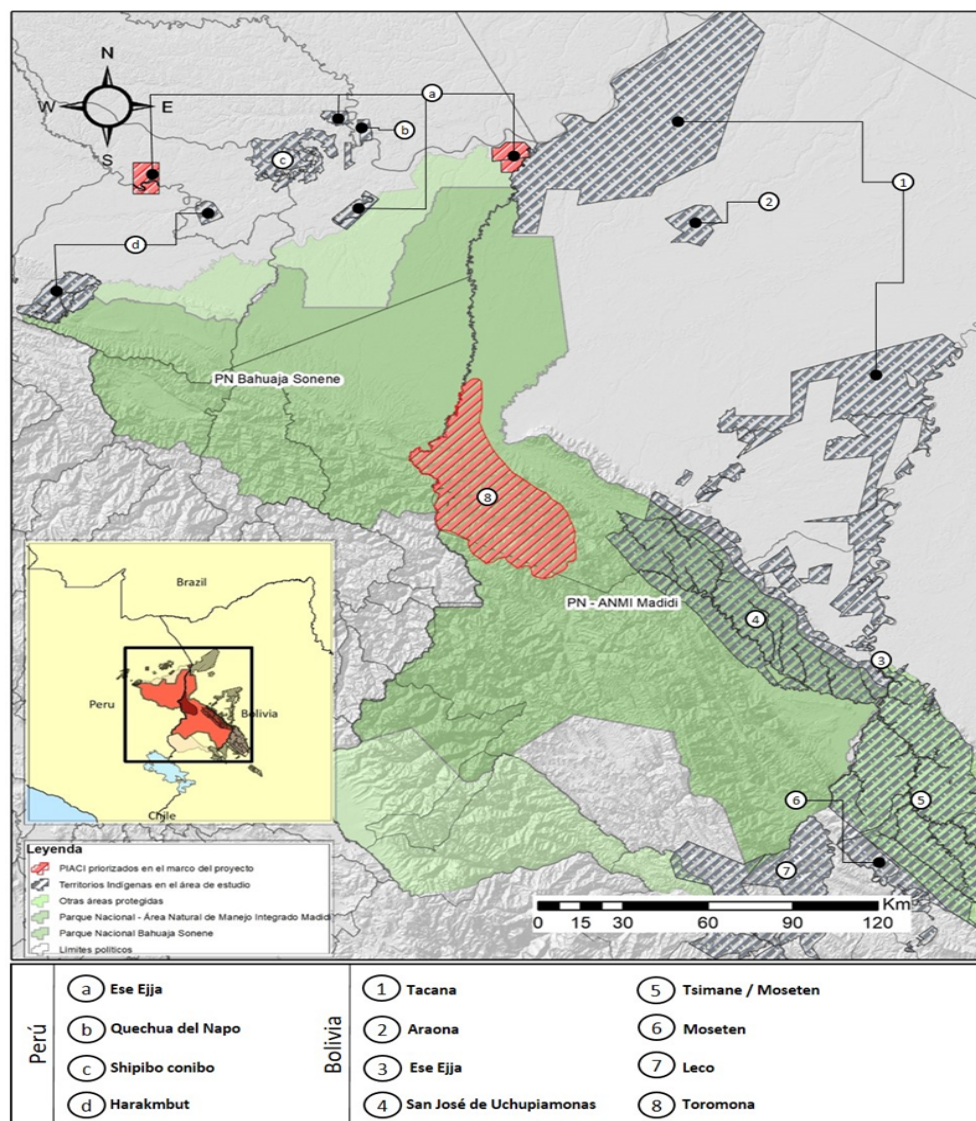 N
W E
S
a
b
c
d
1
2
PN Bahuaja Sonene
8
PN - ANMI Madidi
4
3
5
6
7
Brazil
Peru
Bolivia
Chile
Leyenda
PIACI priorizados en el marco del proyecto
Territorios Indígenas en el área de estudio
Otras áreas protegidas
Parque Nacional - Área Natural de Manejo Integrado Madidi
Parque Nacional Bahuaja Sonene
Límites políticos
Km
0 15 30 60 90 120
Perú
a Ese Ejja
b Quechua del Napo
c Shipibo conibo
d Harakmbut
Bolivia
1 Tacana
2 Araona
3 Ese Ejja
4 San José de Uchupiamonas
5 Tsimane / Moseten
6 Moseten
7 Leco
8 Toromona